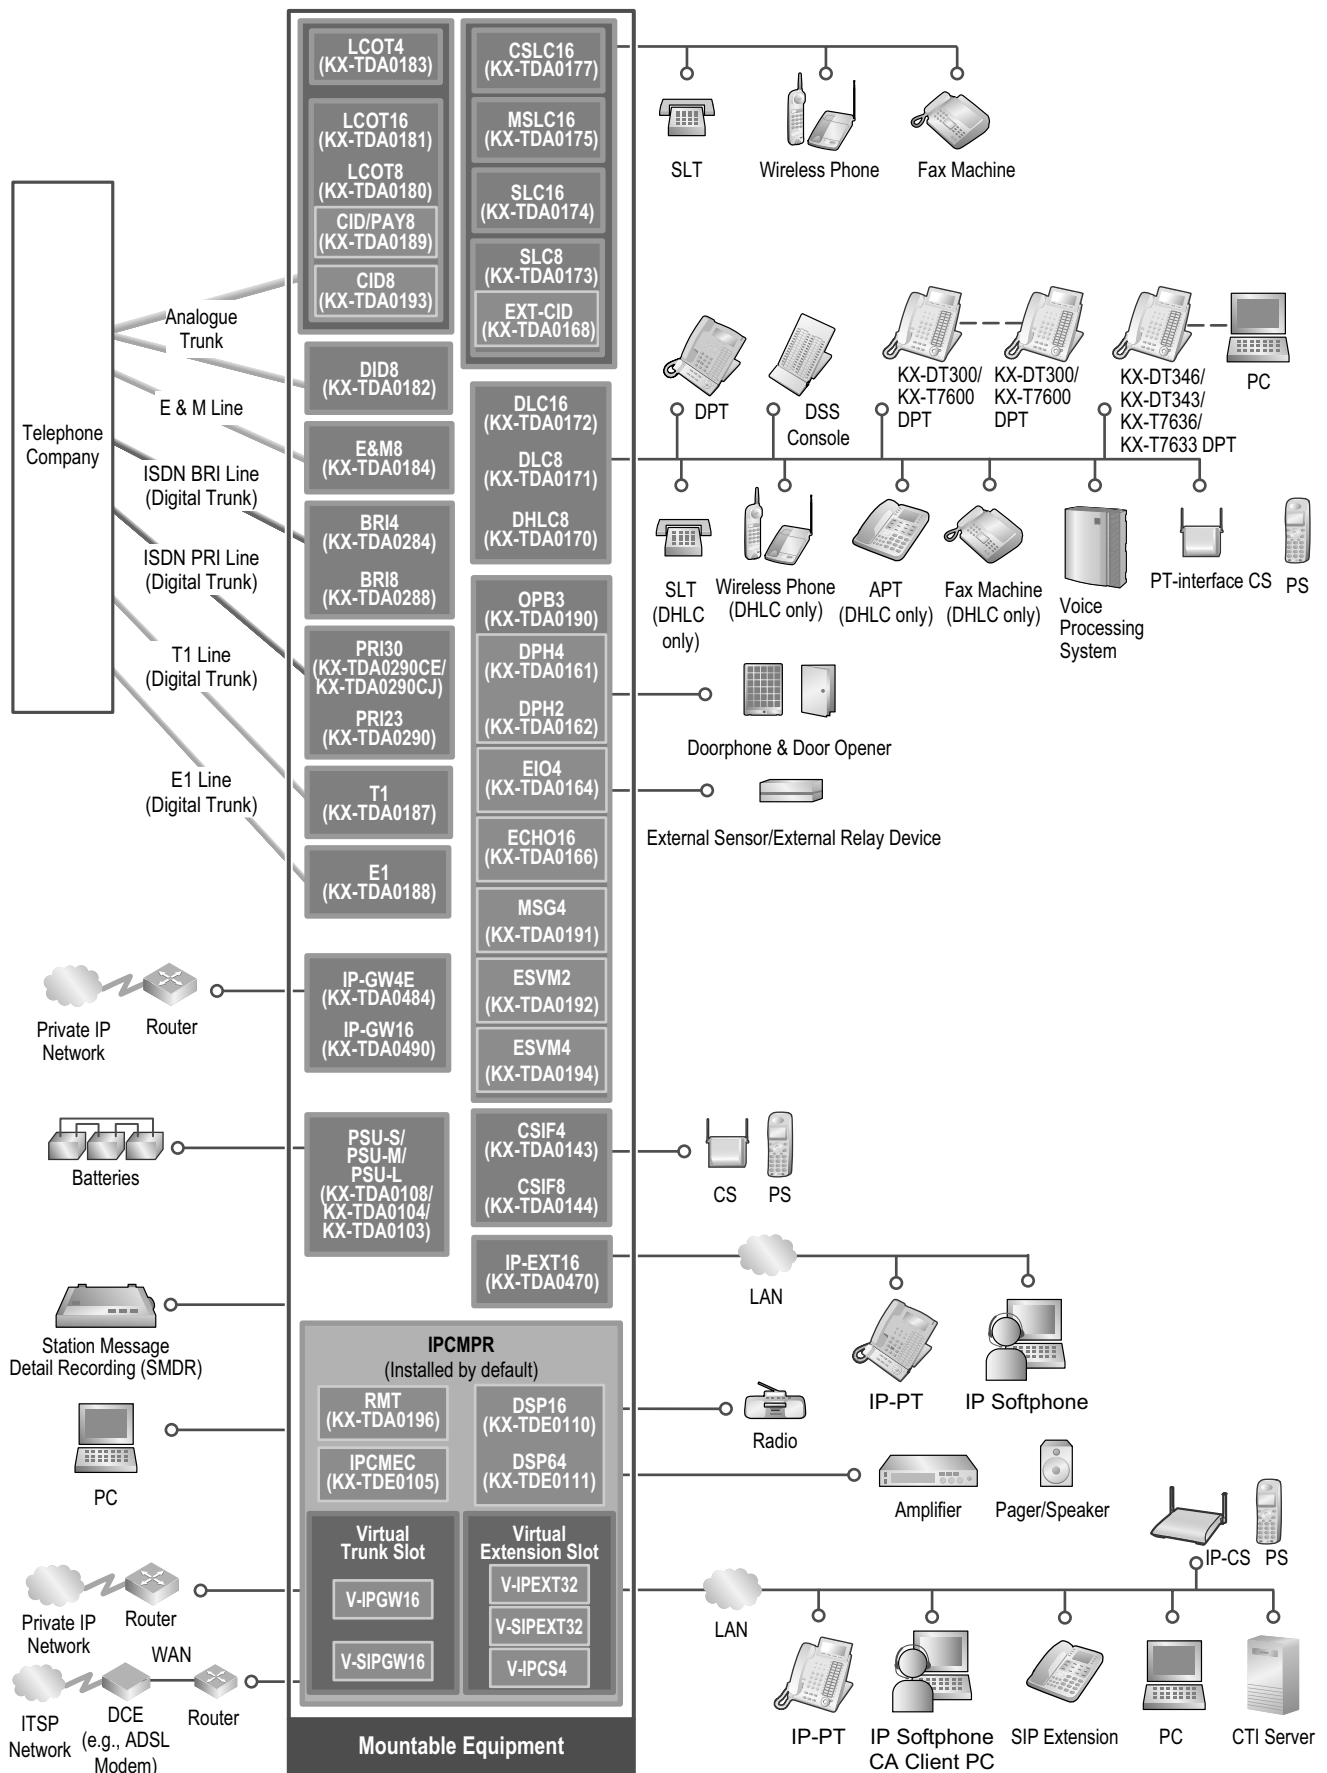 LCOT4
(KX-TDA0183)
LCOT16
(KX-TDA0181)
LCOT8
(KX-TDA0180)
CID/PAY8
(KX-TDA0189)
CID8
(KX-TDA0193)
CSLC16
(KX-TDA0177)
MSLC16
(KX-TDA0175)
SLC16
(KX-TDA0174)
SLC8
(KX-TDA0173)
EXT-CID
(KX-TDA0168)
SLT
Wireless Phone
Fax Machine
Telephone
Company
Analogue
Trunk
E & M Line
ISDN BRI Line
(Digital Trunk)
ISDN PRI Line
(Digital Trunk)
T1 Line
(Digital Trunk)
E1 Line
(Digital Trunk)
DID8
(KX-TDA0182)
E&M8
(KX-TDA0184)
BRI4
(KX-TDA0284)
BRI8
(KX-TDA0288)
PRI30
(KX-TDA0290CE/
KX-TDA0290CJ)
PRI23
(KX-TDA0290)
T1
(KX-TDA0187)
E1
(KX-TDA0188)
DLC16
(KX-TDA0172)
DLC8
(KX-TDA0171)
DHLC8
(KX-TDA0170)
DPT
DSS
Console
KX-DT300/
KX-T7600
DPT
KX-DT300/
KX-T7600
DPT
KX-DT346/
KX-DT343/
KX-T7636/
KX-T7633 DPT
PC
SLT
(DHLC
only)
Wireless Phone
(DHLC only)
APT
(DHLC only)
Fax Machine
(DHLC only)
Voice
Processing
System
PT-interface CS
PS
OPB3
(KX-TDA0190)
DPH4
(KX-TDA0161)
DPH2
(KX-TDA0162)
Doorphone & Door Opener
EIO4
(KX-TDA0164)
External Sensor/External Relay Device
ECHO16
(KX-TDA0166)
MSG4
(KX-TDA0191)
ESVM2
(KX-TDA0192)
ESVM4
(KX-TDA0194)
Private IP
Network
Router
IP-GW4E
(KX-TDA0484)
IP-GW16
(KX-TDA0490)
Batteries
PSU-S/
PSU-M/
PSU-L
(KX-TDA0108/
KX-TDA0104/
KX-TDA0103)
CSIF4
(KX-TDA0143)
CSIF8
(KX-TDA0144)
CS
PS
IP-EXT16
(KX-TDA0470)
LAN
IP-PT
IP Softphone
Station Message
Detail Recording (SMDR)
PC
IPCMPR
(Installed by default)
RMT
(KX-TDA0196)
IPCMEC
(KX-TDE0105)
DSP16
(KX-TDE0110)
DSP64
(KX-TDE0111)
Radio
Amplifier
Pager/Speaker
Virtual
Trunk Slot
V-IPGW16
V-SIPGW16
Virtual
Extension Slot
V-IPEXT32
V-SIPEXT32
V-IPCS4
Private IP
Network
Router
WAN
ITSP
Network
DCE
(e.g., ADSL
Modem)
Router
LAN
IP-CS
PS
IP-PT
IP Softphone
CA Client PC
SIP Extension
PC
CTI Server
Mountable Equipment